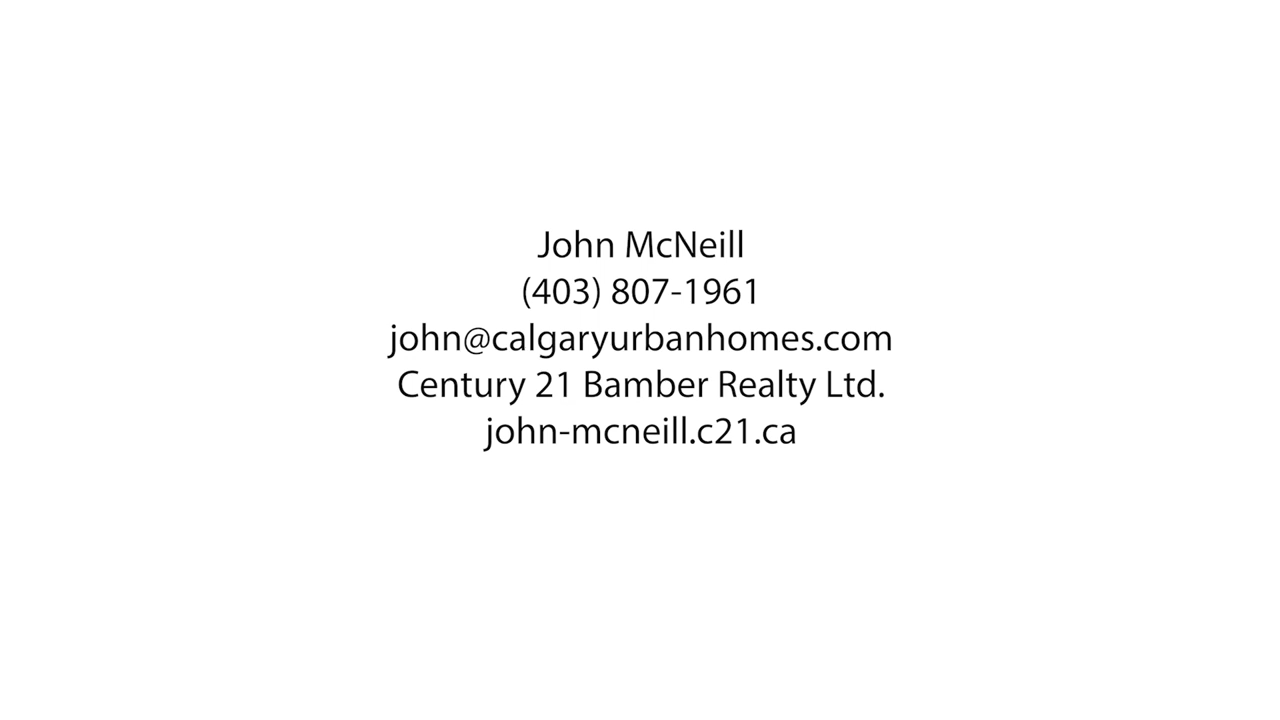 John McNeill
(403) 807-1961
john@calgaryurbanhomes.com
Century 21 Bamber Realty Ltd.
john-mcneill.c21.ca